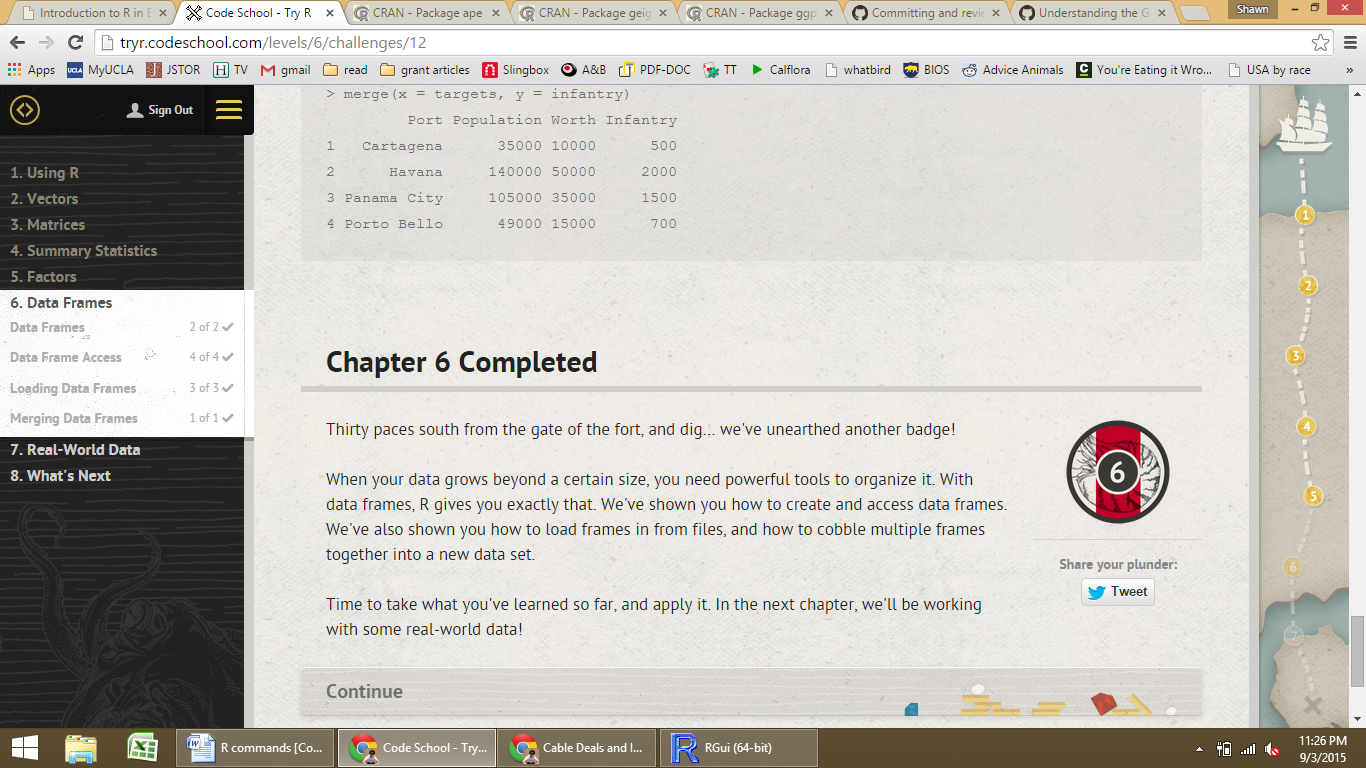 Introduction to R in E
Code School - Try R
CRAN - Package ape
CRAN - Package geig
CRAN - Package ggp
Committing and revie
Understanding the G
Shawn
tryr.codeschool.com/levels/6/challenges/12
Apps
UCLA MyUCLA
JSTOR
H TV
gmail
read
grant articles
Slingbox
A&B
PDF-DOC
TT
Calflora
whatbird
BIOS
Advice Animals
C You're Eating it Wro...
USA by race
»
Sign Out
1. Using R
2. Vectors
3. Matrices
4. Summary Statistics
5. Factors
6. Data Frames
Data Frames 2 of 2
Data Frame Access 4 of 4
Loading Data Frames 3 of 3
Merging Data Frames 1 of 1
7. Real-World Data
8. What's Next
> merge(x = targets, y = infantry)
Port Population Worth Infantry
1 Cartagena 35000 10000 500
2 Havana 140000 50000 2000
3 Panama City 105000 35000 1500
4 Porto Bello 49000 15000 700
Chapter 6 Completed
Thirty paces south from the gate of the fort, and dig... we've unearthed another badge!
When your data grows beyond a certain size, you need powerful tools to organize it. With
data frames, R gives you exactly that. We've shown you how to create and access data frames.
We've also shown you how to load frames in from files, and how to cobble multiple frames
together into a new data set.
Time to take what you've learned so far, and apply it. In the next chapter, we'll be working
with some real-world data!
6
Share your plunder:
Tweet
Continue
1
2
3
4
5
6
7
R commands [Co...
Code School - Try...
Cable Deals and I...
RGui (64-bit)
11:26 PM
9/3/2015